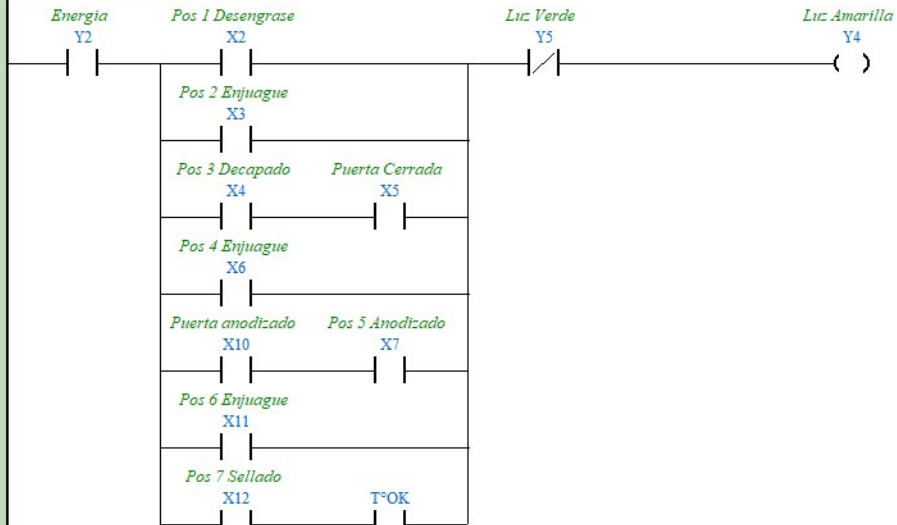 Energia Pos 1 Desengrase Luz Verde Luz Amarilla
Y2 X2 Y5 Y4
Pos 2 Enjuague
X3
Pos 3 Decapado Puerta Cerrada
X4 X5
Pos 4 Enjuague
X6
Puerta anodizado Pos 5 Anodizado
X10 X7
Pos 6 Enjuague
X11
Pos 7 Sellado
X12 T°OK